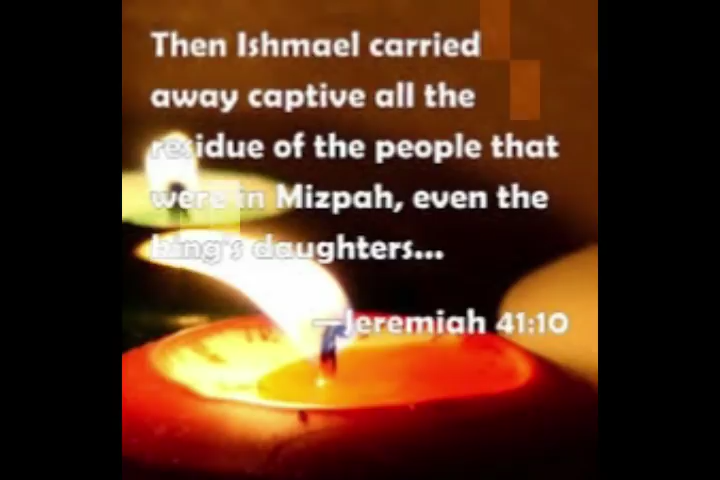 Then Ishmael carried
away captive all the
residue of the people that
were in Mizpah, even the
king's daughters...
—Jeremiah 41:10